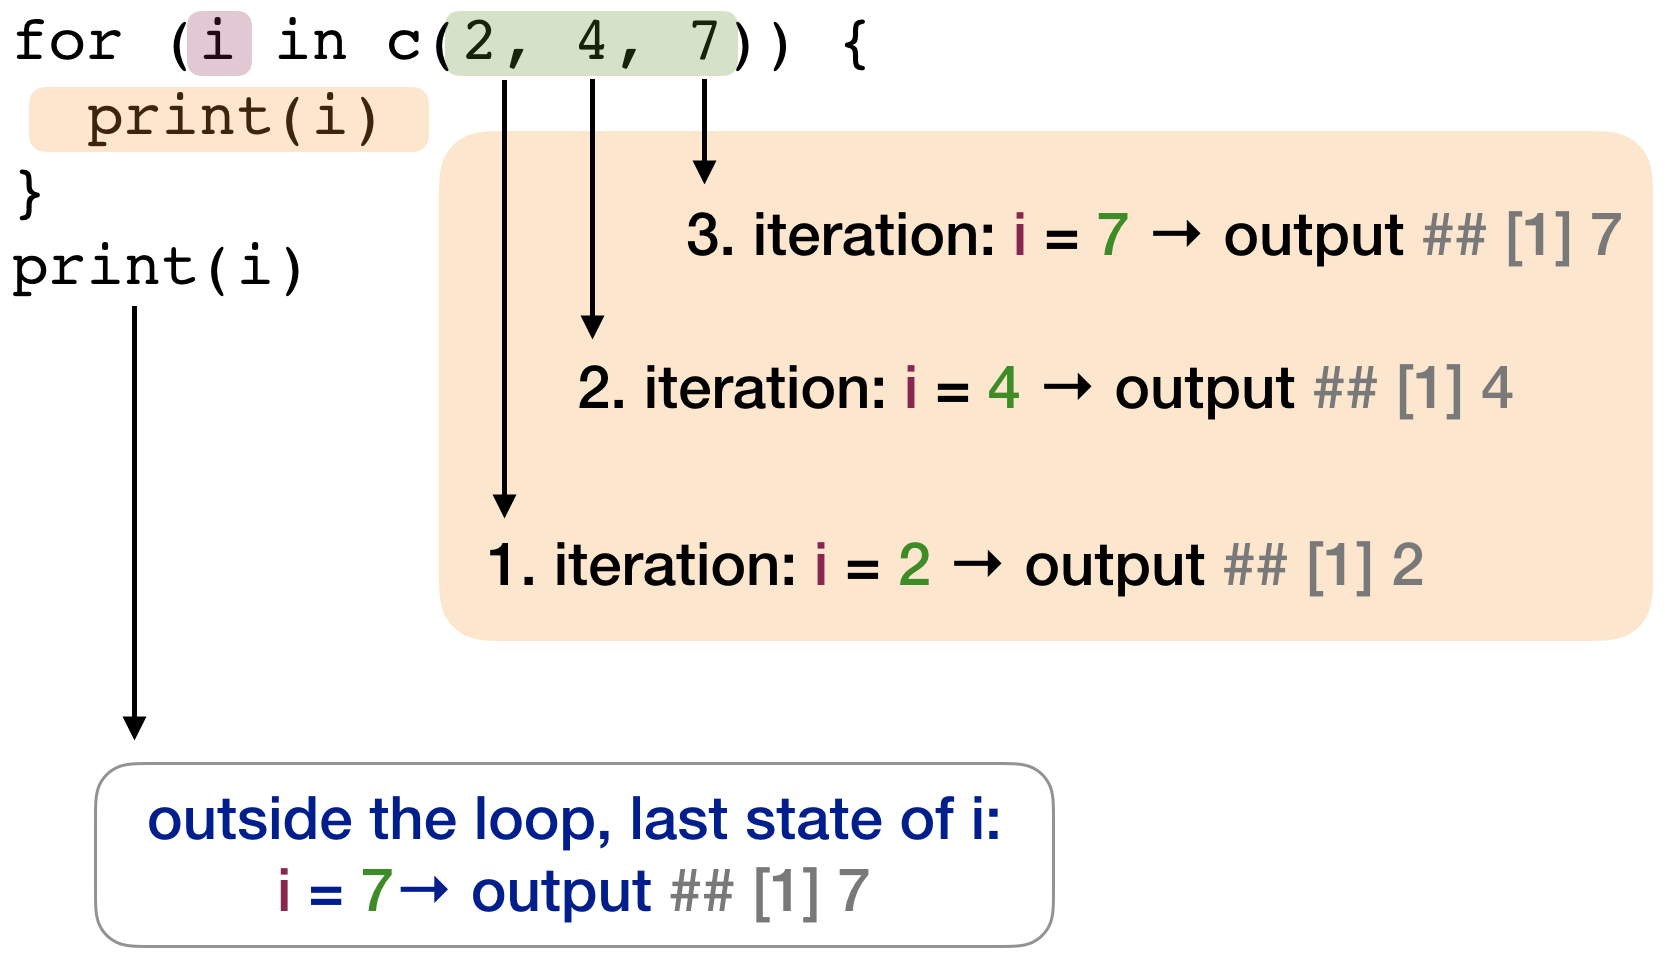 for (i in c(2, 4, 7)) {
print(i)
}
print(i)
3. iteration: i = 7 → output ## [1] 7
2. iteration: i = 4 → output ## [1] 4
1. iteration: i = 2 → output ## [1] 2
outside the loop, last state of i:
i = 7→ output ## [1] 7